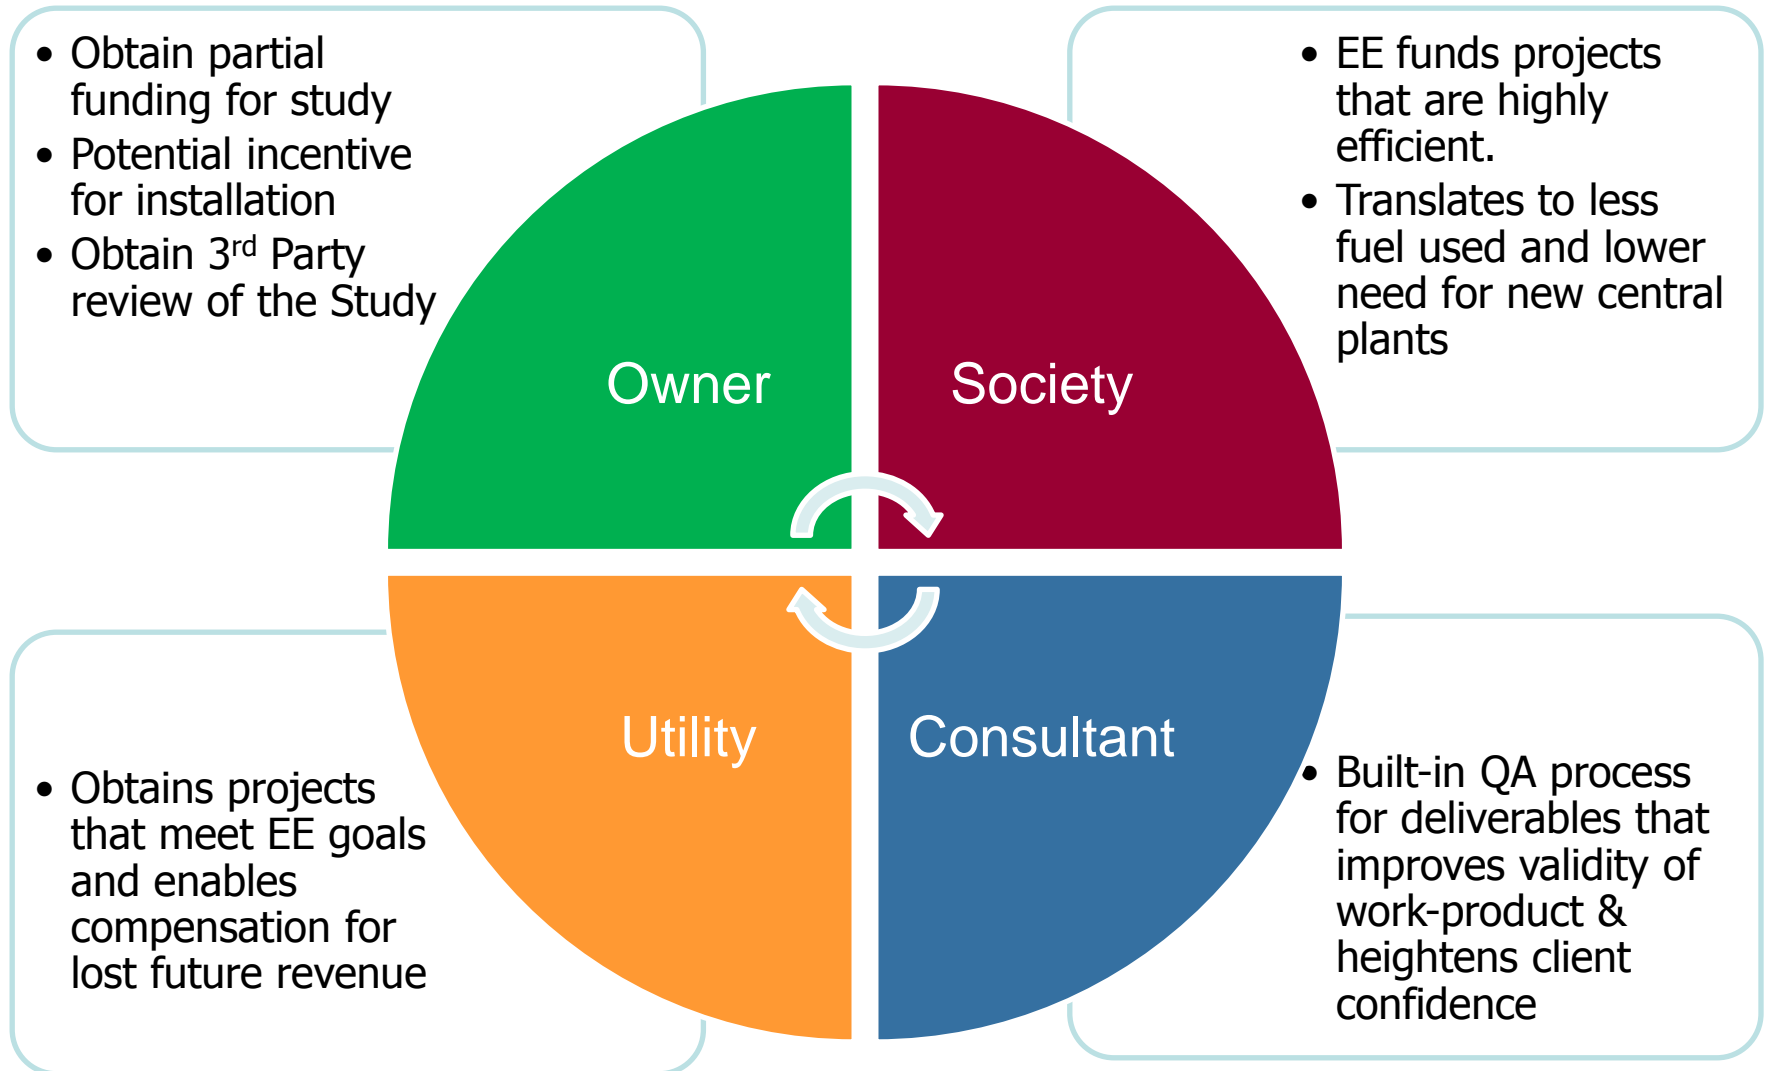 • Obtain partial
funding for study
• Potential incentive
for installation
• Obtain 3rd Party
review of the Study
Owner
Society
• EE funds projects
that are highly
efficient.
• Translates to less
fuel used and lower
need for new central
plants
• Obtains projects
that meet EE goals
and enables
compensation for
lost future revenue
Utility
Consultant
• Built-in QA process
for deliverables that
improves validity of
work-product &
heightens client
confidence